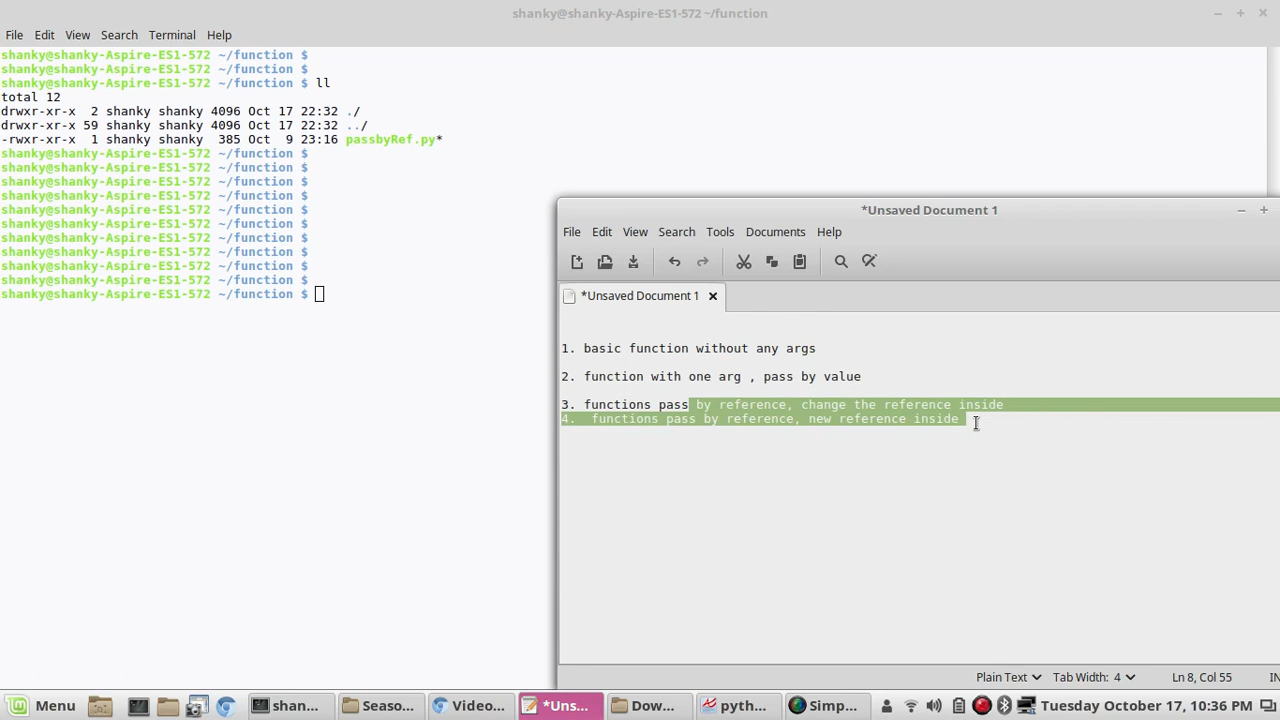 shanky@shanky-Aspire-ES1-572 ~/function
File Edit View Search Terminal Help
shanky@shanky-Aspire-ES1-572 ~/function $
shanky@shanky-Aspire-ES1-572 ~/function $
shanky@shanky-Aspire-ES1-572 ~/function $ ll
total 12
drwxr-xr-x  2 shanky shanky 4096 Oct 17 22:32 ./
drwxr-xr-x 59 shanky shanky 4096 Oct 17 22:32 ../
-rwxr-xr-x  1 shanky shanky  385 Oct  9 23:16 passbyRef.py*
shanky@shanky-Aspire-ES1-572 ~/function $
shanky@shanky-Aspire-ES1-572 ~/function $
shanky@shanky-Aspire-ES1-572 ~/function $
shanky@shanky-Aspire-ES1-572 ~/function $
shanky@shanky-Aspire-ES1-572 ~/function $
shanky@shanky-Aspire-ES1-572 ~/function $
shanky@shanky-Aspire-ES1-572 ~/function $
shanky@shanky-Aspire-ES1-572 ~/function $
shanky@shanky-Aspire-ES1-572 ~/function $
shanky@shanky-Aspire-ES1-572 ~/function $
shanky@shanky-Aspire-ES1-572 ~/function $
*Unsaved Document 1
File Edit View Search Tools Documents Help
*Unsaved Document 1
1. basic function without any args
2. function with one arg , pass by value
3. functions pass by reference, change the reference inside
4.  functions pass by reference, new reference inside
Plain Text Tab Width: 4 Ln 8, Col 55 IN
Menu shan... Seaso... Video... *Uns... Dow... pyth... Simp... Tuesday October 17, 10:36 PM